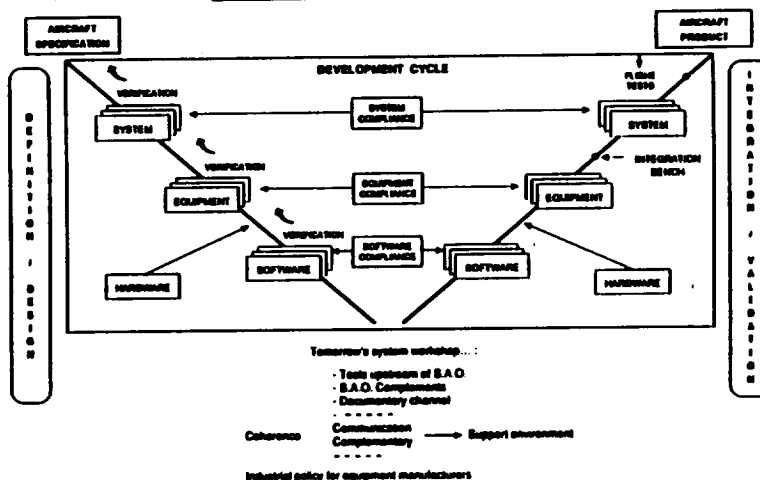 AIRCRAFT
SPECIFICATION
AIRCRAFT
PRODUCT
DEVELOPMENT CYCLE
DEFINITION / DESIGN
INTEGRATION / VALIDATION
VERIFICATION
FLIGHT
TESTS
SYSTEM
SYSTEM
COMPLIANCE
SYSTEM
VERIFICATION
INTEGRATION
BENCH
EQUIPMENT
EQUIPMENT
COMPLIANCE
EQUIPMENT
VERIFICATION
SOFTWARE
SOFTWARE
COMPLIANCE
SOFTWARE
HARDWARE
HARDWARE
Tomorrow's system workshop... :
- Tools upstream of B.A.O.
- B.A.O. Complements
- Documentary channel
- - - - - -
Coherence Communication
Complementary Support environment
- - - - -
Industrial policy for equipment manufacturers